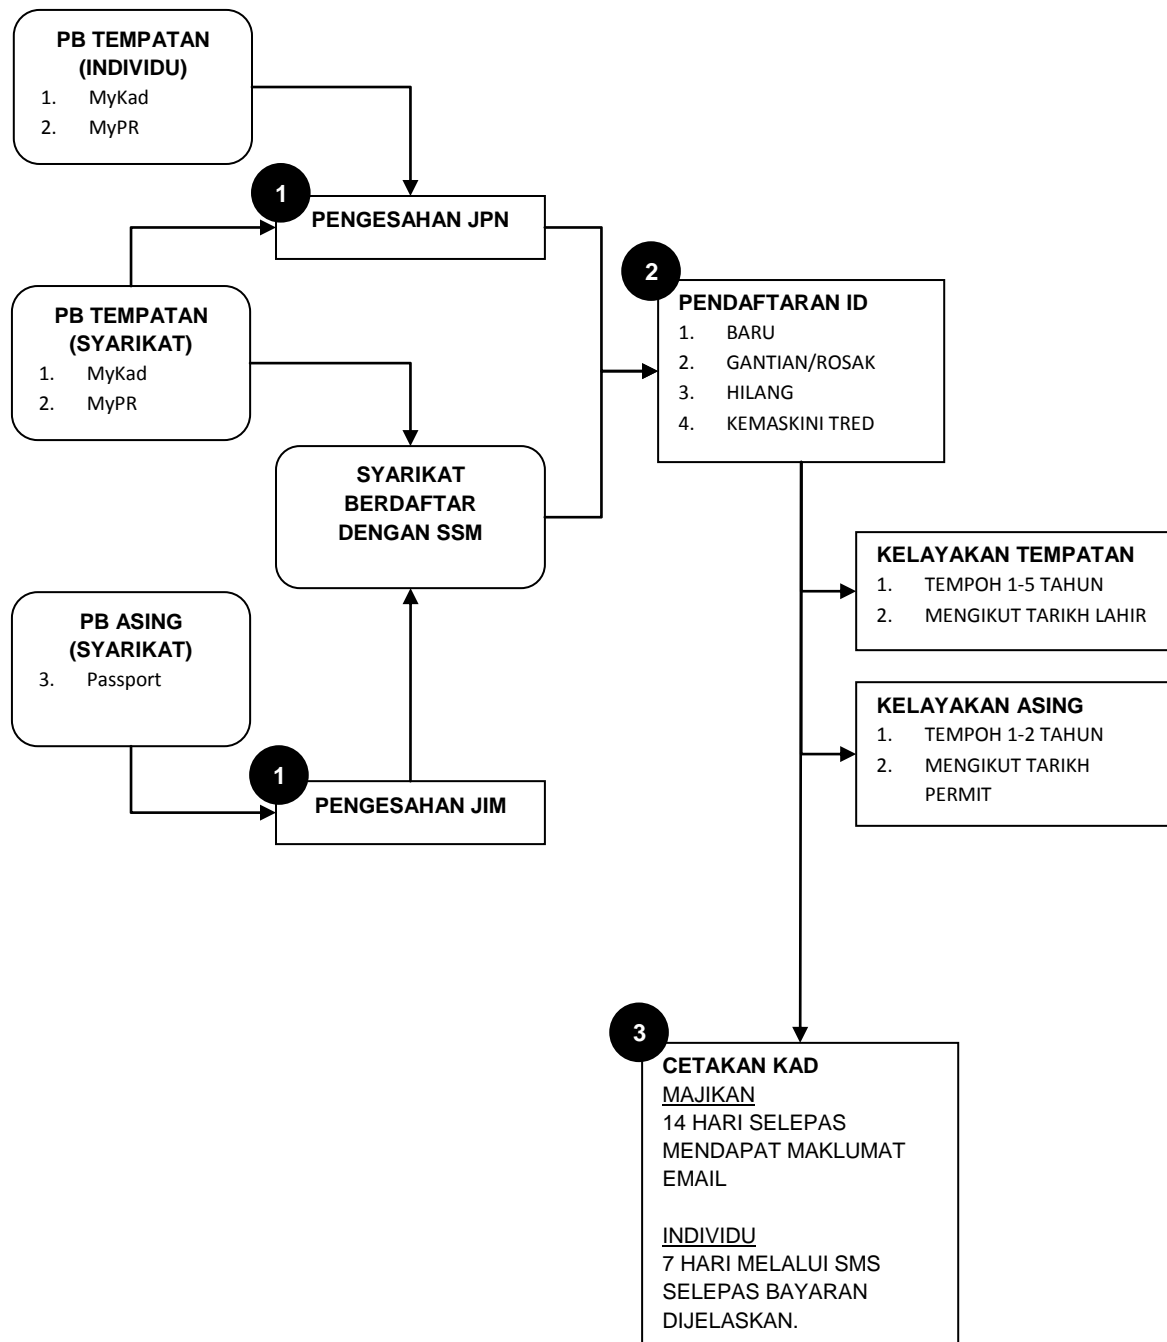 PB TEMPATAN
(INDIVIDU)
1. MyKad
2. MyPR
1
PENGESAHAN JPN
PB TEMPATAN
(SYARIKAT)
1. MyKad
2. MyPR
2
PENDAFTARAN ID
1. BARU
2. GANTIAN/ROSAK
3. HILANG
4. KEMASKINI TRED
SYARIKAT
BERDAFTAR
DENGAN SSM
KELAYAKAN TEMPATAN
1. TEMPOH 1-5 TAHUN
2. MENGIKUT TARIKH LAHIR
PB ASING
(SYARIKAT)
3. Passport
KELAYAKAN ASING
1. TEMPOH 1-2 TAHUN
2. MENGIKUT TARIKH
PERMIT
1
PENGESAHAN JIM
3
CETAKAN KAD
MAJIKAN
14 HARI SELEPAS
MENDAPAT MAKLUMAT
EMAIL
INDIVIDU
7 HARI MELALUI SMS
SELEPAS BAYARAN
DIJELASKAN.